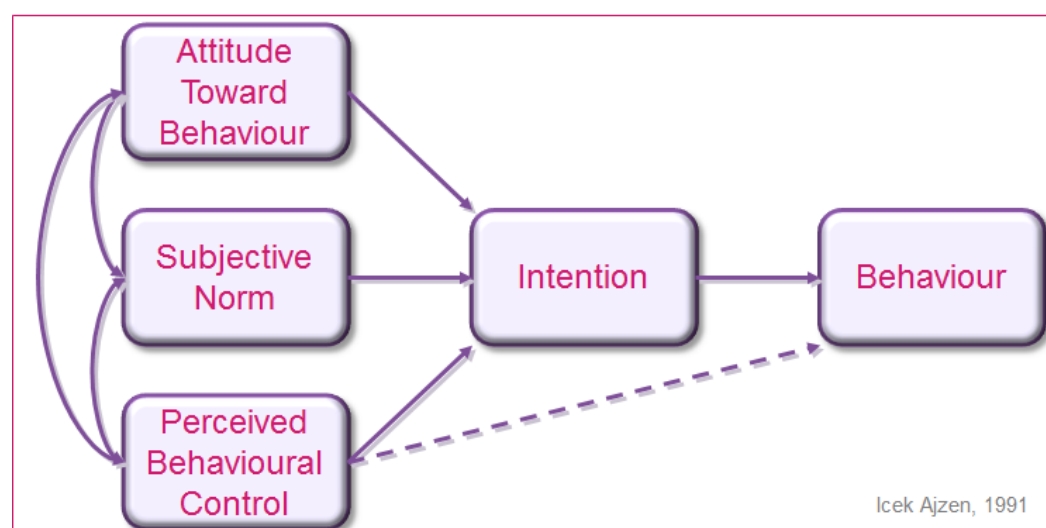 Attitude
Toward
Behaviour
Subjective
Norm
Intention
Behaviour
Perceived
Behavioural
Control
Icek Ajzen, 1991